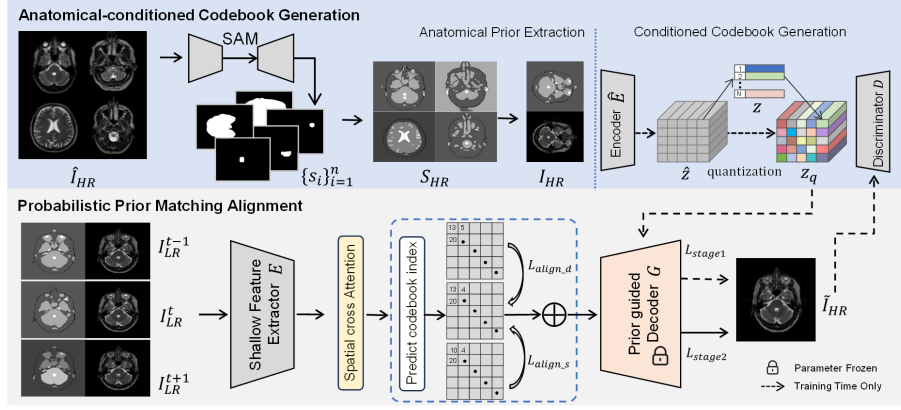 Anatomical-conditioned Codebook Generation
SAM
Anatomical Prior Extraction
Conditioned Codebook Generation
Î_HR
{s_i}_{i=1}^n
S_HR
I_HR
Encoder Ê
1
2
N
Z
ẑ
quantization
z_q
Discriminator D
Probabilistic Prior Matching Alignment
I_LR^{t-1}
I_LR^t
I_LR^{t+1}
Shallow Feature
Extractor E
Spatial cross Attention
Predict codebook index
13 5
20
13 4
20
10 4
20
L_align_d
L_align_s
Prior guided
Decoder G
L_stage1
L_stage2
Ĩ_HR
Parameter Frozen
Training Time Only